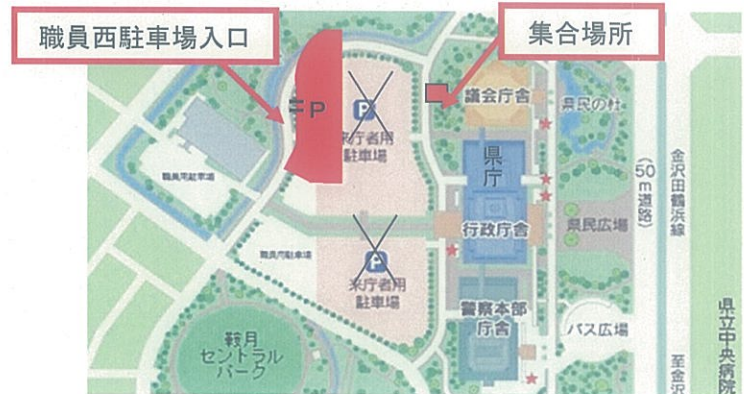 職員西駐車場入口
集合場所
P
P
来庁者用
駐車場
議会庁舎
県民の杜
県庁
職員用駐車場
行政庁舎
県民広場
金沢田鶴浜線
(50m道路)
職員用駐車場
P
来庁者用
駐車場
警察本部
庁舎
バス広場
鞍月
セントラル
パーク
県立中央病院
至金沢